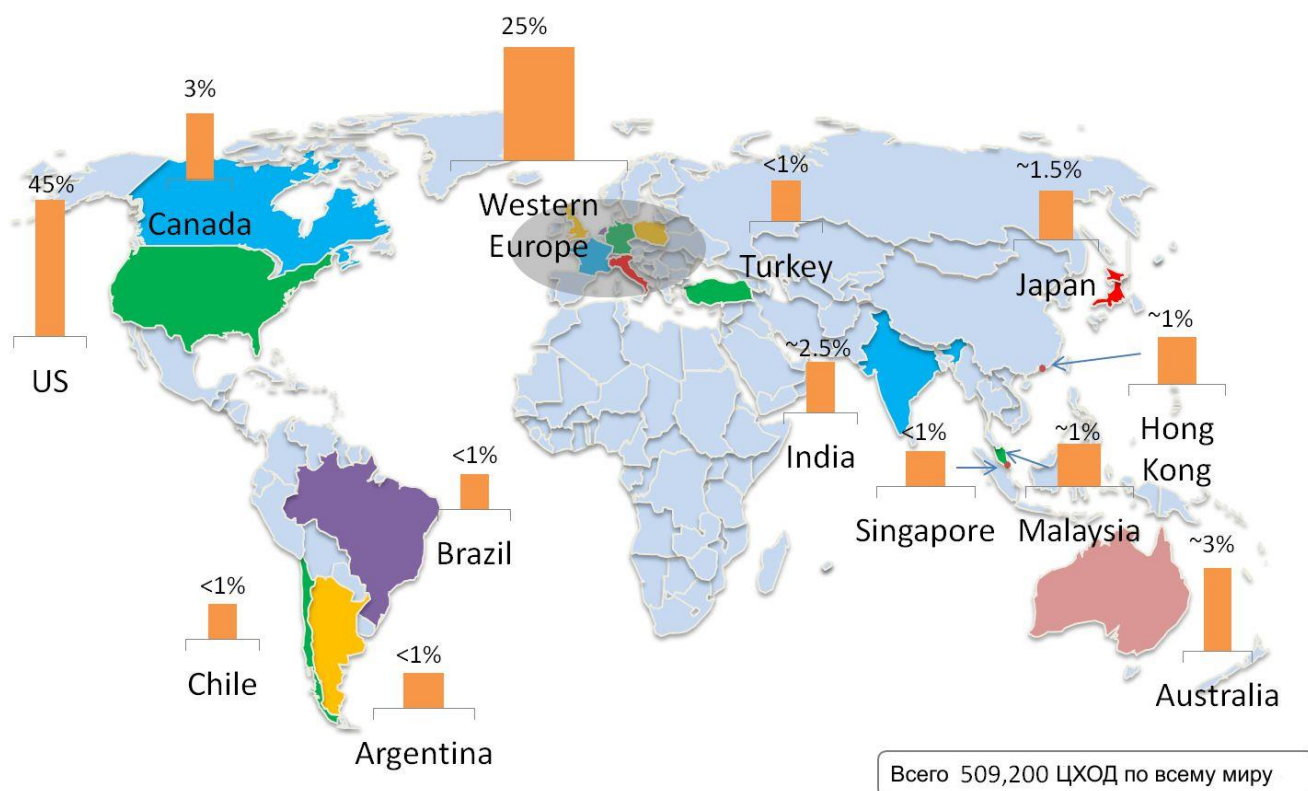 25%
3%
45%
Canada
US
Western
Europe
<1%
Turkey
~1.5%
Japan
~1%
Hong
Kong
~2.5%
India
<1%
Singapore
~1%
Malaysia
~3%
Australia
<1%
Brazil
<1%
Chile
<1%
Argentina
Всего 509,200 ЦХОД по всему миру